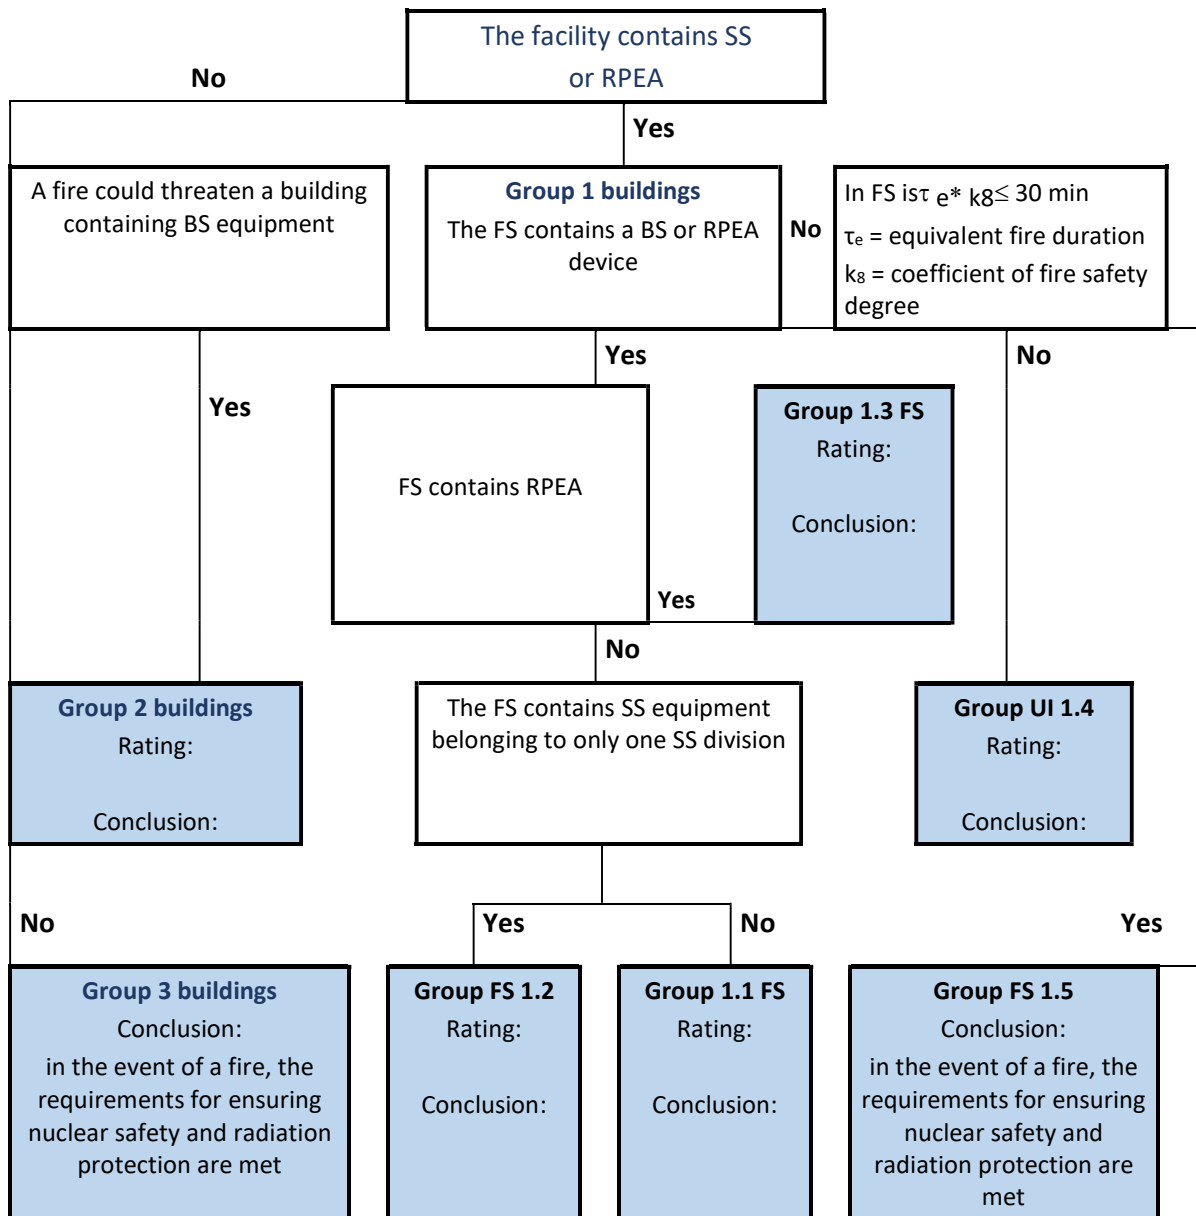 The facility contains SS
or RPEA
No
Yes
A fire could threaten a building
containing BS equipment
Group 1 buildings
The FS contains a BS or RPEA
device
No
In FS isτ e* k8≤ 30 min
τₑ = equivalent fire duration
k₈ = coefficient of fire safety
degree
Yes
No
Yes
FS contains RPEA
Group 1.3 FS
Rating:
Conclusion:
Yes
No
Group 2 buildings
Rating:
Conclusion:
The FS contains SS equipment
belonging to only one SS division
Group UI 1.4
Rating:
Conclusion:
No
Yes
No
Yes
Group 3 buildings
Conclusion:
in the event of a fire, the
requirements for ensuring
nuclear safety and radiation
protection are met
Group FS 1.2
Rating:
Conclusion:
Group 1.1 FS
Rating:
Conclusion:
Group FS 1.5
Conclusion:
in the event of a fire, the
requirements for ensuring
nuclear safety and
radiation protection are
met